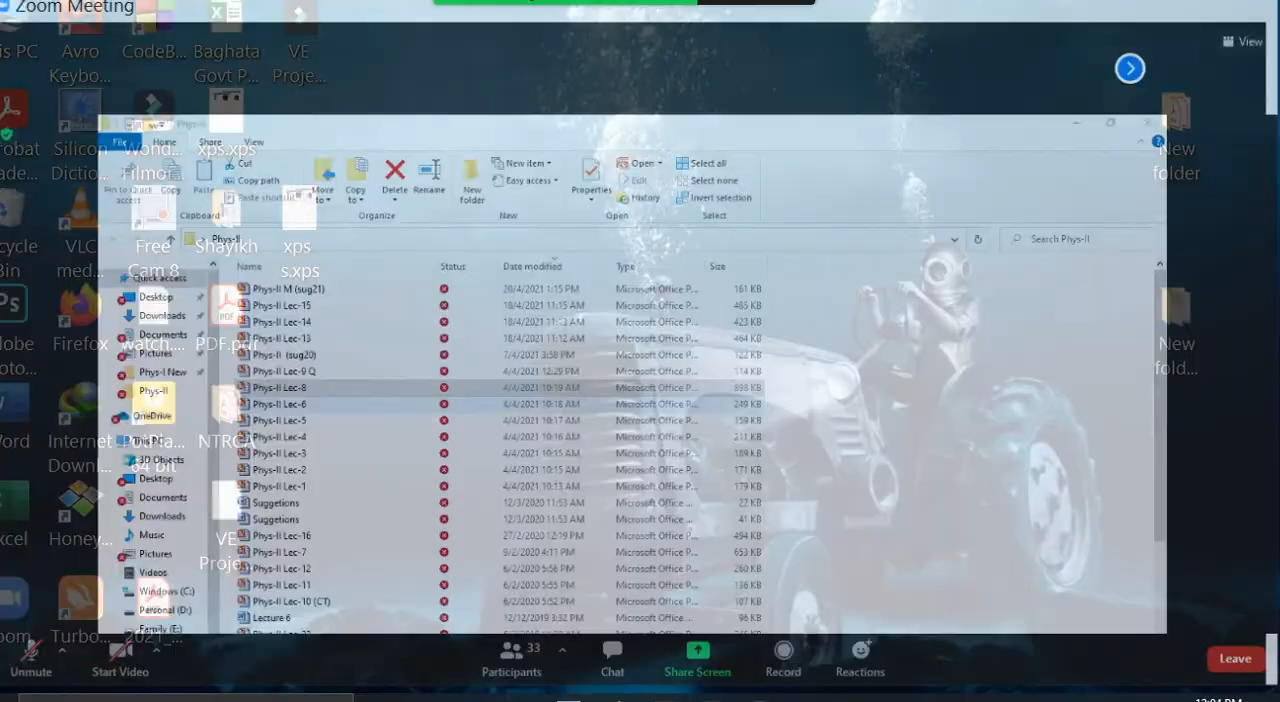 Zoom Meeting
View
is PC
Avro
Keybo...
CodeB...
Baghata
Govt P...
VE
Proje...
Phys-II
File
Home
Share
View
robat
Silicon
Dictio...
Wond...
Filmo...
xps.xps
New
folder
Pin to Quick
access
Copy
Paste
Cut
Copy path
Paste shortcut
Move
to
Copy
to
Delete
Rename
New
folder
New item
Easy access
Properties
Open
Edit
History
Select all
Select none
Invert selection
Clipboard
Organize
New
Open
Select
cycle
Bin
VLC
med...
Free
Cam 8
Shayikh
xps
s.xps
Phys-II
Search Phys-II
Name
Status
Date modified
Type
Size
Quick access
Desktop
Downloads
Documents
Pictures
Phys-I New
Phys-II
OneDrive
This PC
3D Objects
Desktop
Documents
Downloads
Music
Pictures
Videos
Windows (C:)
Personal (D:)
Family (E:)
Phys-II M (sug21) 20/4/2021 1:15 PM Microsoft Office P... 161 KB
Phys-II Lec-15 18/4/2021 11:15 AM Microsoft Office P... 485 KB
Phys-II Lec-14 18/4/2021 11:13 AM Microsoft Office P... 423 KB
Phys-II Lec-13 18/4/2021 11:12 AM Microsoft Office P... 464 KB
Phys-II (sug20) 7/4/2021 3:58 PM Microsoft Office P... 122 KB
Phys-II Lec-9 Q 4/4/2021 12:29 PM Microsoft Office P... 114 KB
Phys-II Lec-8 4/4/2021 10:19 AM Microsoft Office P... 898 KB
Phys-II Lec-6 4/4/2021 10:18 AM Microsoft Office P... 249 KB
Phys-II Lec-5 4/4/2021 10:17 AM Microsoft Office P... 159 KB
Phys-II Lec-4 4/4/2021 10:16 AM Microsoft Office P... 211 KB
Phys-II Lec-3 4/4/2021 10:15 AM Microsoft Office P... 189 KB
Phys-II Lec-2 4/4/2021 10:15 AM Microsoft Office P... 171 KB
Phys-II Lec-1 4/4/2021 10:13 AM Microsoft Office P... 179 KB
Suggetions 12/3/2020 11:53 AM Microsoft Office ... 22 KB
Suggetions 12/3/2020 11:53 AM Microsoft Office ... 41 KB
Phys-II Lec-16 27/2/2020 12:19 PM Microsoft Office P... 494 KB
Phys-II Lec-7 9/2/2020 4:11 PM Microsoft Office P... 653 KB
Phys-II Lec-12 6/2/2020 5:56 PM Microsoft Office P... 260 KB
Phys-II Lec-11 6/2/2020 5:55 PM Microsoft Office P... 136 KB
Phys-II Lec-10 (CT) 6/2/2020 5:52 PM Microsoft Office P... 107 KB
Lecture 6 12/12/2019 3:32 PM Microsoft Office ... 96 KB
Firefox
watch....
PDF.pdf
New
fold...
Internet
Downl...
64 bit
NTRCA
Honey...
VE
Proje...
Turbo...
Unmute
Start Video
Participants
33
Chat
Share Screen
Record
Reactions
Leave